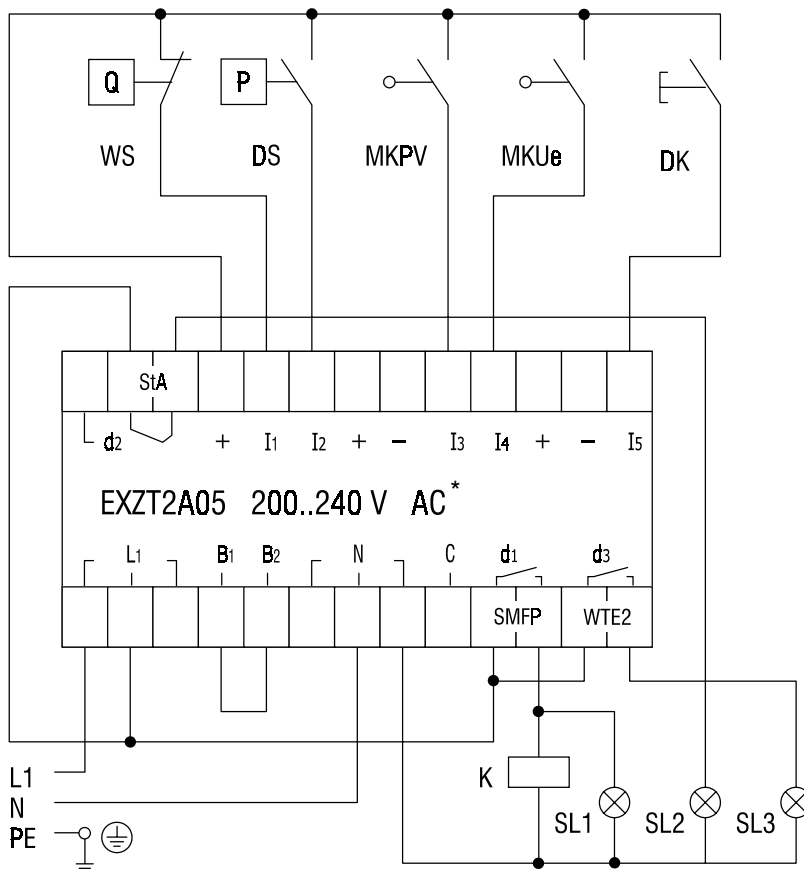 Q P
WS DS MKPV MKUe DK
StA
d2 + I1 I2 + – I3 I4 + – I5
EXZT2A05 200..240 V AC*
L1 B1 B2 N C d1 d3
SMFP WTE2
L1
N
PE
K SL1 SL2 SL3